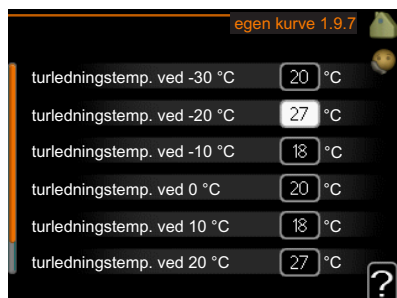 egen kurve 1.9.7
turledningstemp. ved -30 °C 20 °C
turledningstemp. ved -20 °C 27 °C
turledningstemp. ved -10 °C 18 °C
turledningstemp. ved 0 °C 20 °C
turledningstemp. ved 10 °C 18 °C
turledningstemp. ved 20 °C 27 °C
?